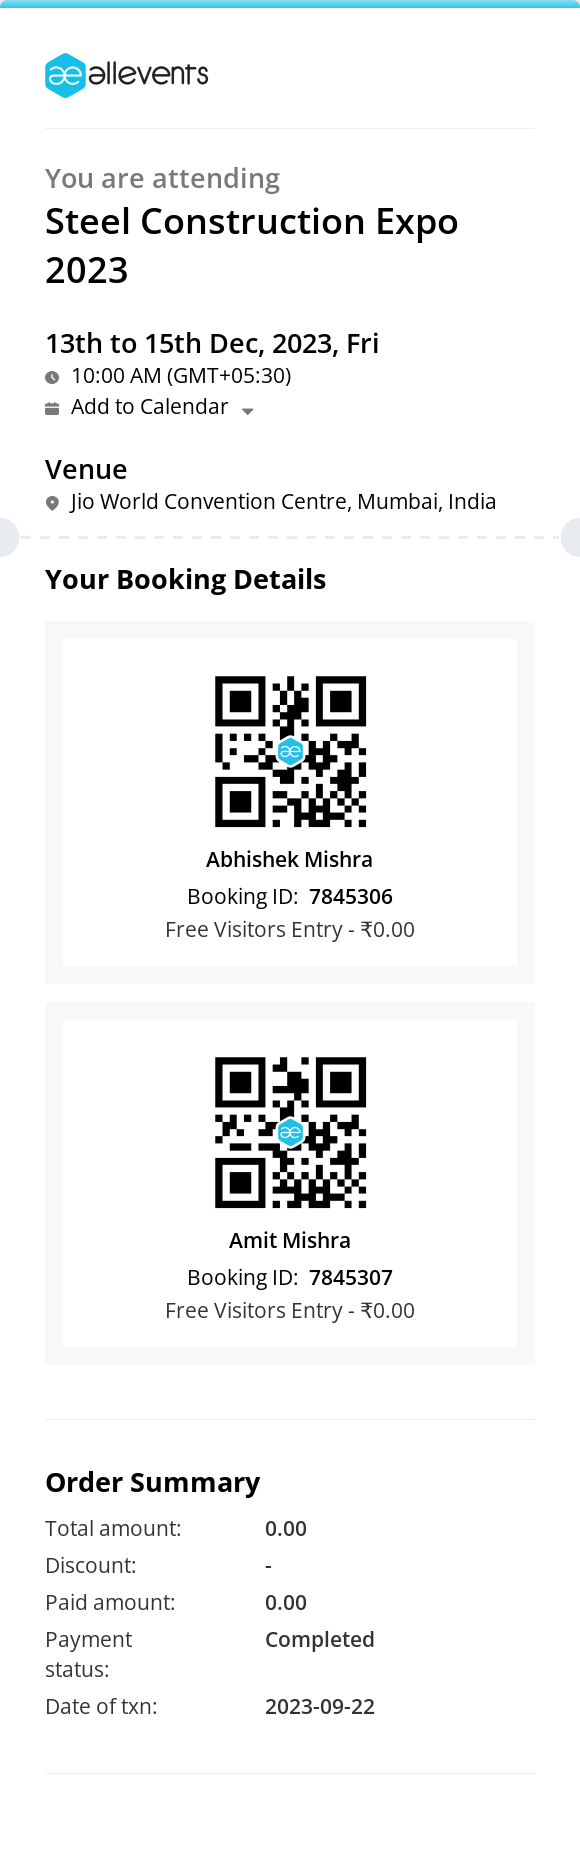 æ allevents
You are attending
Steel Construction Expo
2023
13th to 15th Dec, 2023, Fri
10:00 AM (GMT+05:30)
Add to Calendar
Venue
Jio World Convention Centre, Mumbai, India
Your Booking Details
æ
Abhishek Mishra
Booking ID: 7845306
Free Visitors Entry - ₹0.00
æ
Amit Mishra
Booking ID: 7845307
Free Visitors Entry - ₹0.00
Order Summary
Total amount: 0.00
Discount: -
Paid amount: 0.00
Payment Completed
status:
Date of txn: 2023-09-22